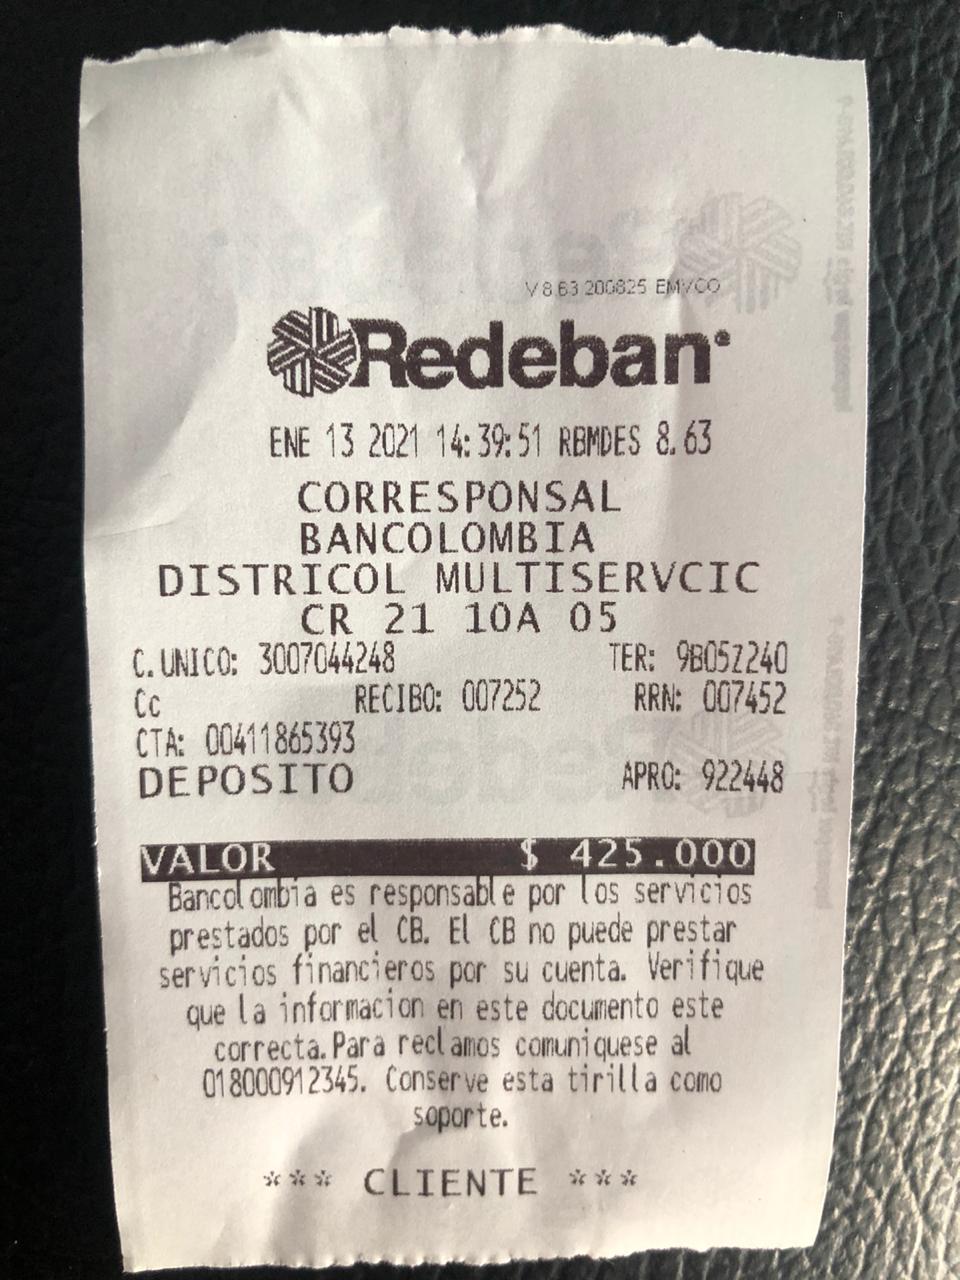 V 8.63 200825 EMVCO
Redeban
ENE 13 2021 14:39:51 RBMDES 8.63
CORRESPONSAL
BANCOLOMBIA
DISTRICOL MULTISERVCIC
CR 21 10A 05
C.UNICO: 3007044248 TER: 9B05Z240
Cc RECIBO: 007252 RRN: 007452
CTA: 00411865393
DEPOSITO APRO: 922448
VALOR $ 425.000
Bancolombia es responsable por los servicios
prestados por el CB. El CB no puede prestar
servicios financieros por su cuenta. Verifique
que la informacion en este documento este
correcta.Para reclamos comuniquese al
018000912345. Conserve esta tirilla como
soporte.
*** CLIENTE ***